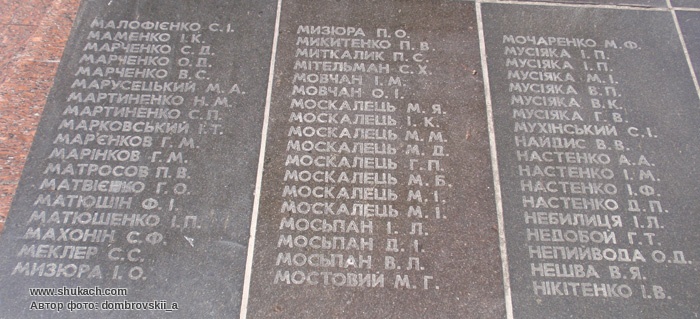 МАЛОФІЄНКО С.І.
МАМЕНКО І.К.
МАРЧЕНКО С.Д.
МАРЧЕНКО О.Д.
МАРЧЕНКО В.С.
МАРУСЕЦЬКИЙ М.А.
МАРТИНЕНКО Н.М.
МАРТИНЕНКО С.П.
МАРКОВСЬКИЙ І.Т.
МАР'ЄНКОВ Г.М.
МАРІНКОВ Г.М.
МАТРОСОВ П.В.
МАТВІЄНКО Г.О.
МАТЮШІН Ф.І.
МАТЮШЕНКО І.П.
МАХОНІН С.Ф.
МЕКЛЕР С.С.
МИЗЮРА І.О.
МИЗЮРА П.О.
МИКИТЕНКО П.В.
МИТКАЛИК П.С.
МІТЕЛЬМАН С.Х.
МОВЧАН І.М.
МОВЧАН О.І.
МОСКАЛЕЦЬ М.Я.
МОСКАЛЕЦЬ І.К.
МОСКАЛЕЦЬ М.М.
МОСКАЛЕЦЬ М.Д.
МОСКАЛЕЦЬ Г.П.
МОСКАЛЕЦЬ М.Б.
МОСКАЛЕЦЬ М.І.
МОСКАЛЕЦЬ М.І.
МОСЬПАН І.Л.
МОСЬПАН Д.І.
МОСЬПАН В.Л.
МОСТОВИЙ М.Г.
МОЧАРЕНКО М.Ф.
МУСІЯКА І.П.
МУСІЯКА І.П.
МУСІЯКА М.І.
МУСІЯКА В.П.
МУСІЯКА В.К.
МУСІЯКА Г.В.
МУХІНСЬКИЙ С.І.
НАЙДИС В.В.
НАСТЕНКО А.А.
НАСТЕНКО І.М.
НАСТЕНКО І.Ф.
НАСТЕНКО Д.П.
НЕБИЛИЦЯ І.Л.
НЕДОБОЙ Г.Т.
НЕПИЙВОДА О.Д.
НЕШВА В.Я.
НІКІТЕНКО І.В.
www.shukach.com
Автор фото: dombrovskii_a